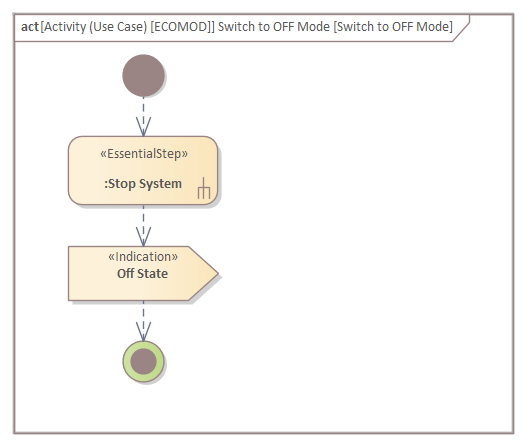 act [Activity (Use Case) [ECOMOD]] Switch to OFF Mode [Switch to OFF Mode]
«EssentialStep»
:Stop System
«Indication»
Off State